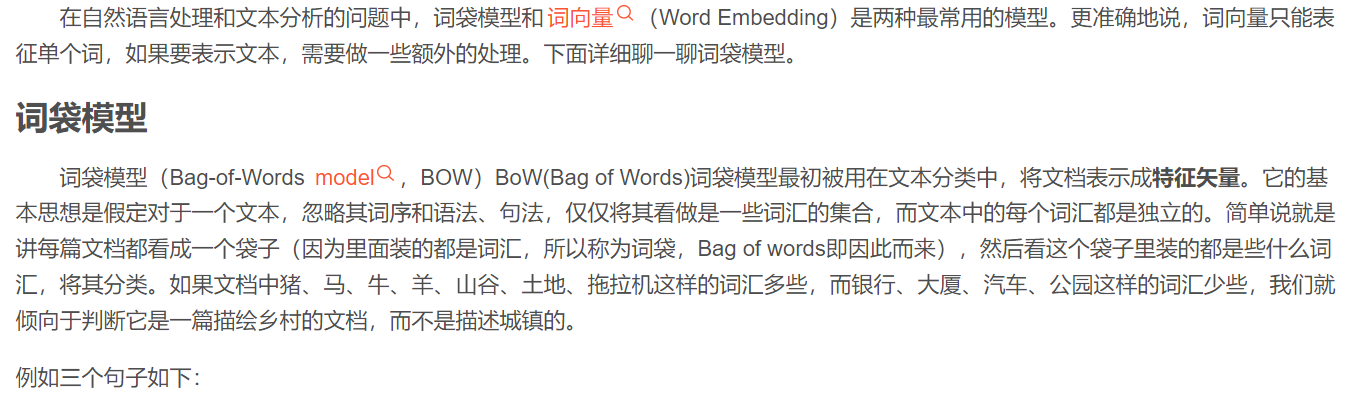 在自然语言处理和文本分析的问题中，词袋模型和 词向量（Word Embedding）是两种最常用的模型。更准确地说，词向量只能表
征单个词，如果要表示文本，需要做一些额外的处理。下面详细聊一聊词袋模型。
词袋模型
词袋模型（Bag-of-Words model，BOW）BoW(Bag of Words)词袋模型最初被用在文本分类中，将文档表示成特征矢量。它的基
本思想是假定对于一个文本，忽略其词序和语法、句法，仅仅将其看做是一些词汇的集合，而文本中的每个词汇都是独立的。简单说就是
讲每篇文档都看成一个袋子（因为里面装的都是词汇，所以称为词袋，Bag of words即因此而来），然后看这个袋子里装的都是些什么词
汇，将其分类。如果文档中猪、马、牛、羊、山谷、土地、拖拉机这样的词汇多些，而银行、大厦、汽车、公园这样的词汇少些，我们就
倾向于判断它是一篇描绘乡村的文档，而不是描述城镇的。
例如三个句子如下：